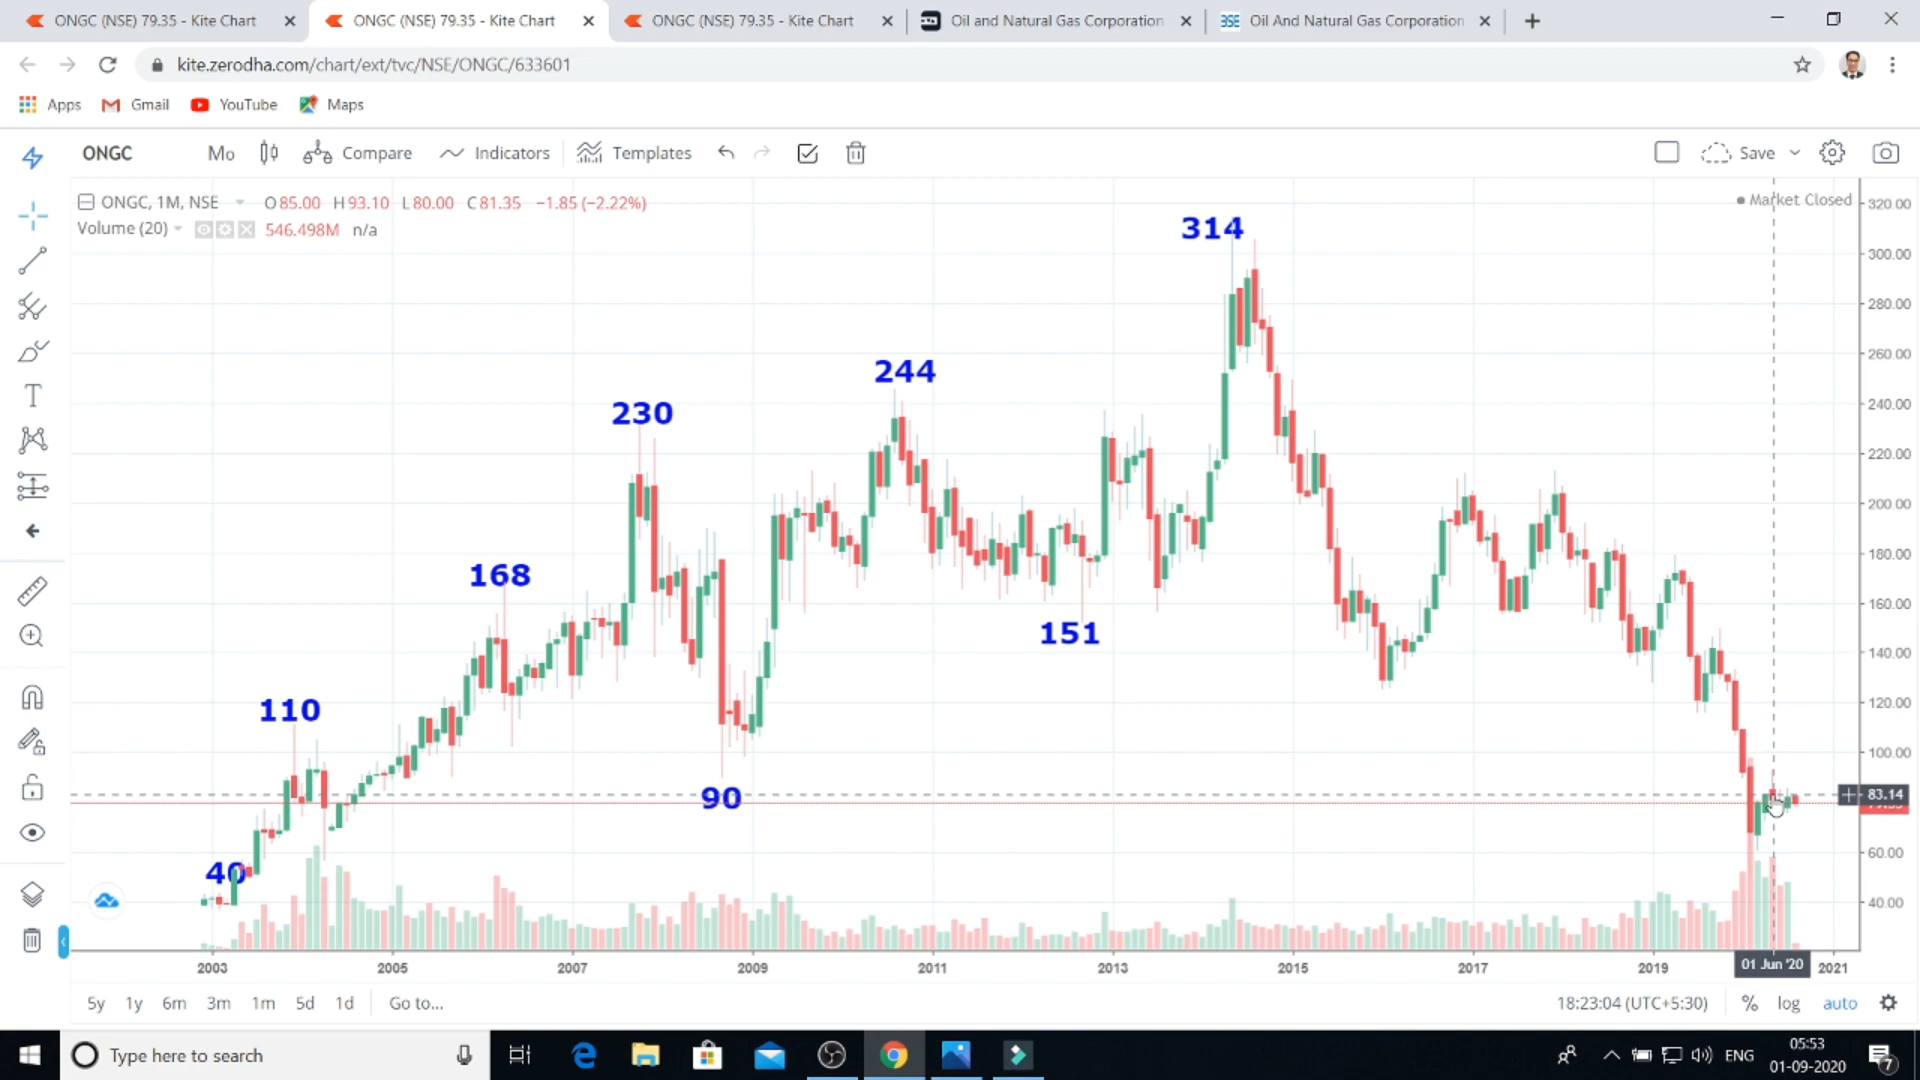 ONGC (NSE) 79.35 - Kite Chart
ONGC (NSE) 79.35 - Kite Chart
ONGC (NSE) 79.35 - Kite Chart
Oil and Natural Gas Corporation
BSE Oil And Natural Gas Corporation
kite.zerodha.com/chart/ext/tvc/NSE/ONGC/633601
Apps Gmail YouTube Maps
ONGC Mo Compare Indicators Templates Save
ONGC, 1M, NSE O85.00 H93.10 L80.00 C81.35 −1.85 (−2.22%)
Market Closed
Volume (20) 546.498M n/a
320.00
314
300.00
280.00
260.00
244
240.00
230
220.00
200.00
180.00
168
160.00
151
140.00
120.00
110
100.00
90
83.14
60.00
40
40.00
2003 2005 2007 2009 2011 2013 2015 2017 2019 01 Jun '20 2021
5y 1y 6m 3m 1m 5d 1d Go to...
18:23:04 (UTC+5:30) % log auto
Type here to search
ENG
05:53
01-09-2020
7